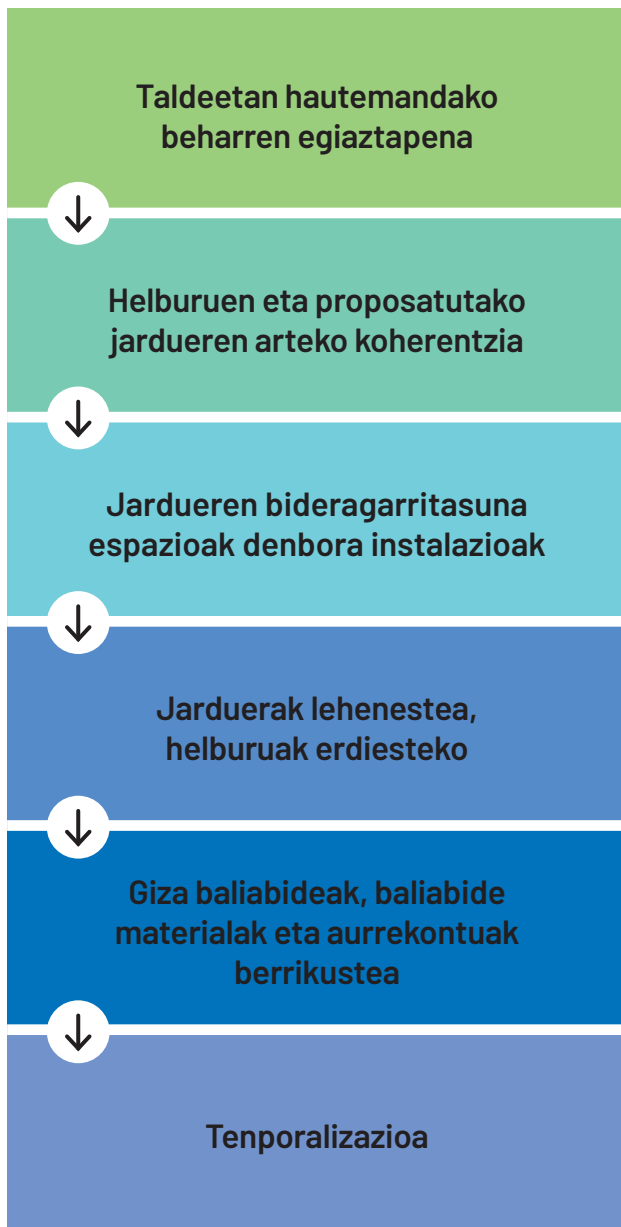 Taldeetan hautemandako
beharren egiaztapena
Helburuen eta proposatutako
jardueren arteko koherentzia
Jardueren bideragarritasuna
espazioak denbora instalazioak
Jarduerak lehenestea,
helburuak erdiesteko
Giza baliabideak, baliabide
materialak eta aurrekontuak
berrikustea
Tenporalizazioa